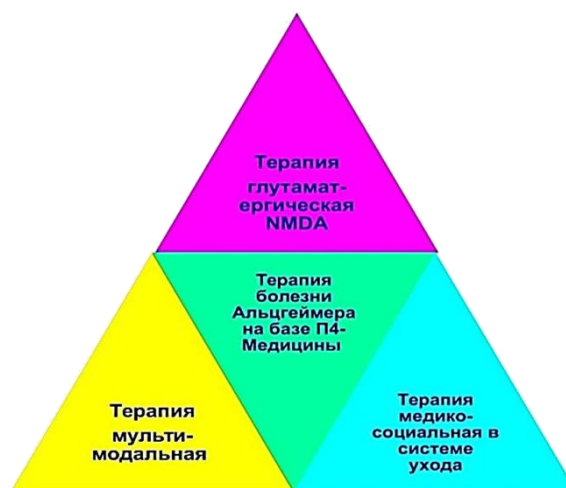 Терапия
глутамат-
ергическая
NMDA
Терапия
болезни
Альцгеймера
на базе П4-
Медицины
Терапия
мульти-
модальная
Терапия
медико-
социальная в
системе
ухода